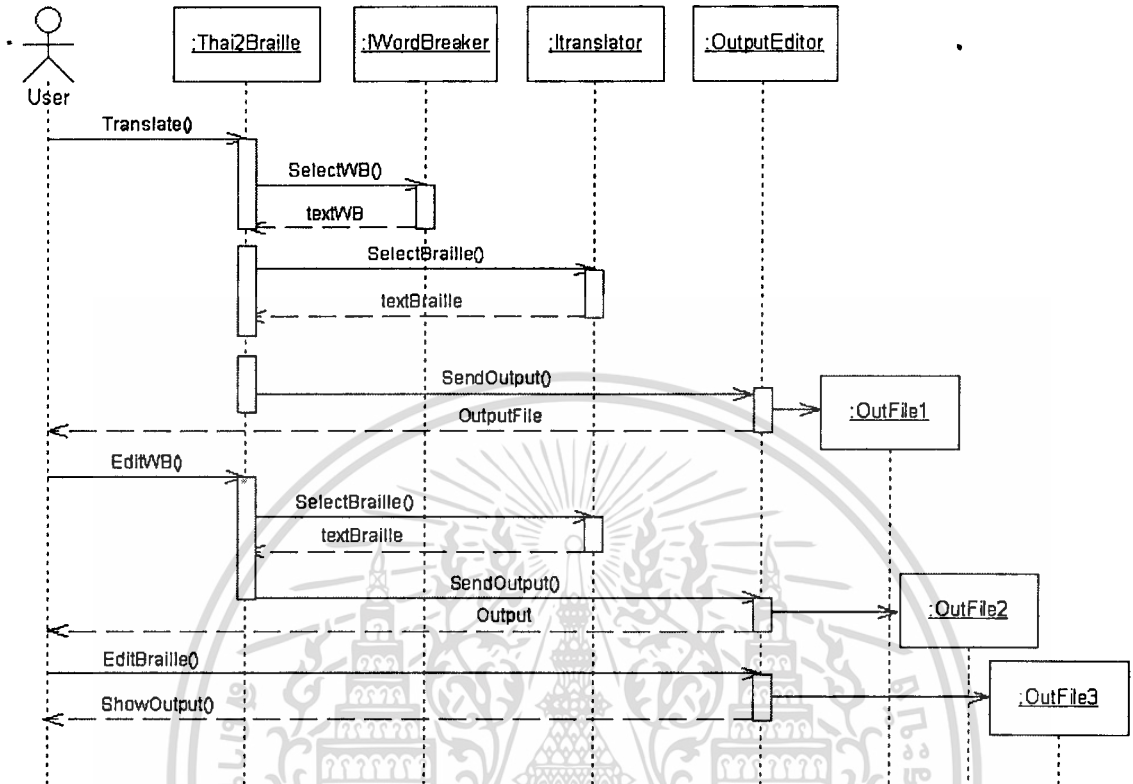 :Thai2Braille
:IWordBreaker
:Itranslator
:OutputEditor
User
Translate()
SelectWB()
textWB
SelectBraille()
textBraille
SendOutput()
:OutFile1
OutputFile
EditWB()
SelectBraille()
textBraille
SendOutput()
:OutFile2
Output
EditBraille()
:OutFile3
ShowOutput()